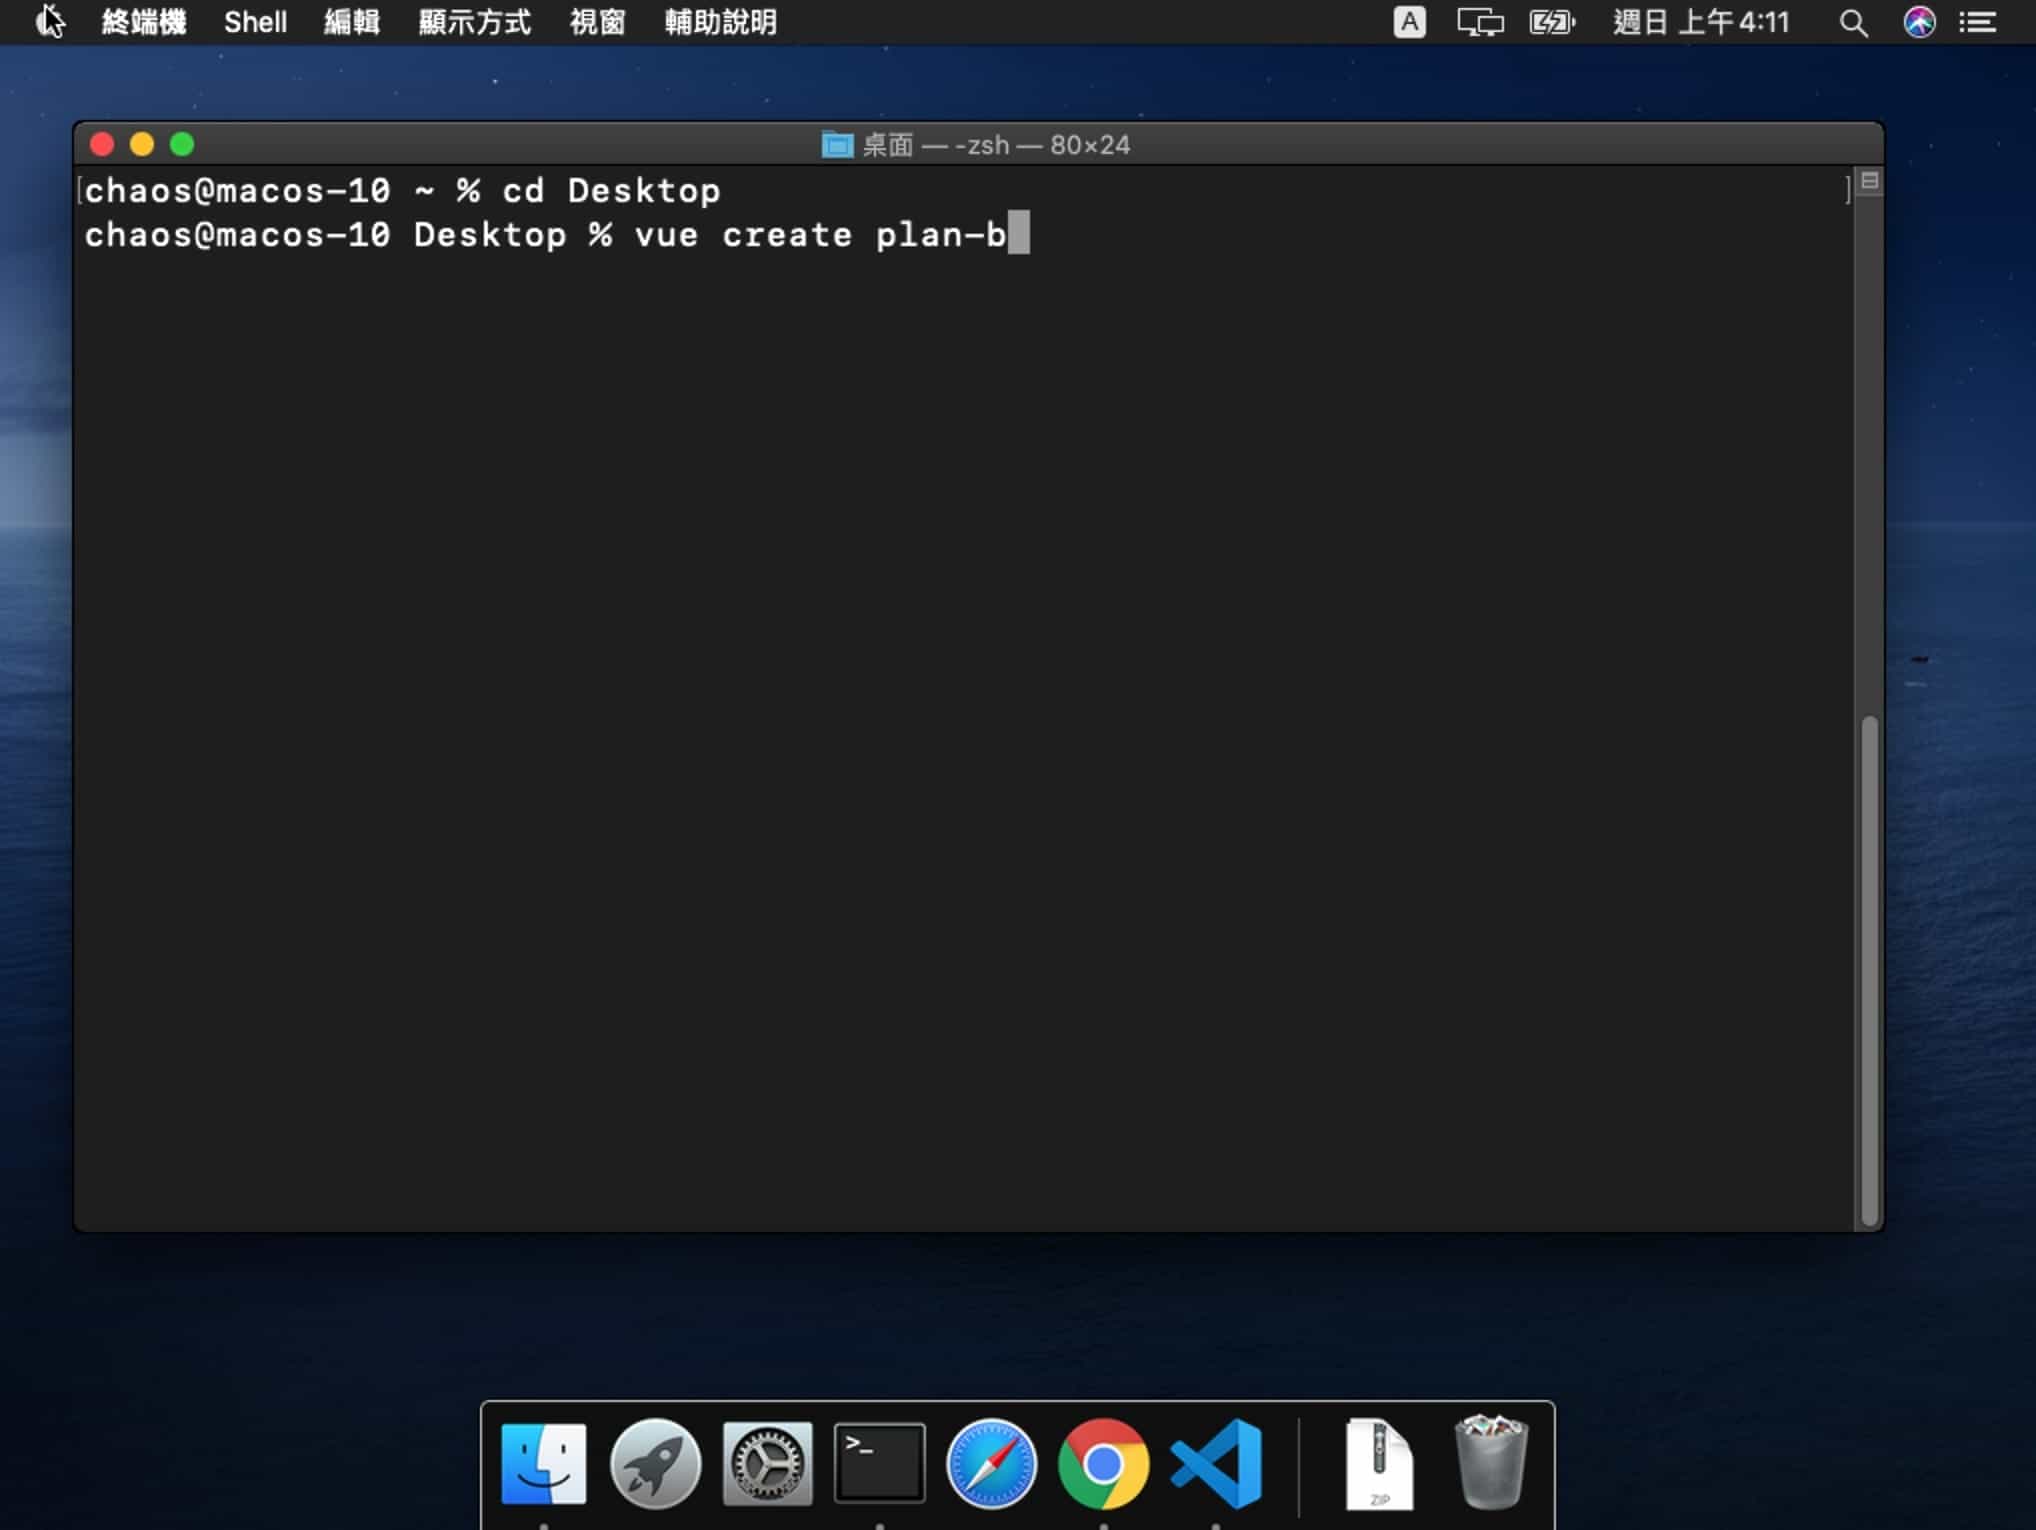 終端機 Shell 編輯 顯示方式 視窗 輔助說明 A 週日 上午4:11
桌面 — -zsh — 80×24
[chaos@macos-10 ~ % cd Desktop ]
chaos@macos-10 Desktop % vue create plan-b
>_
ZIP